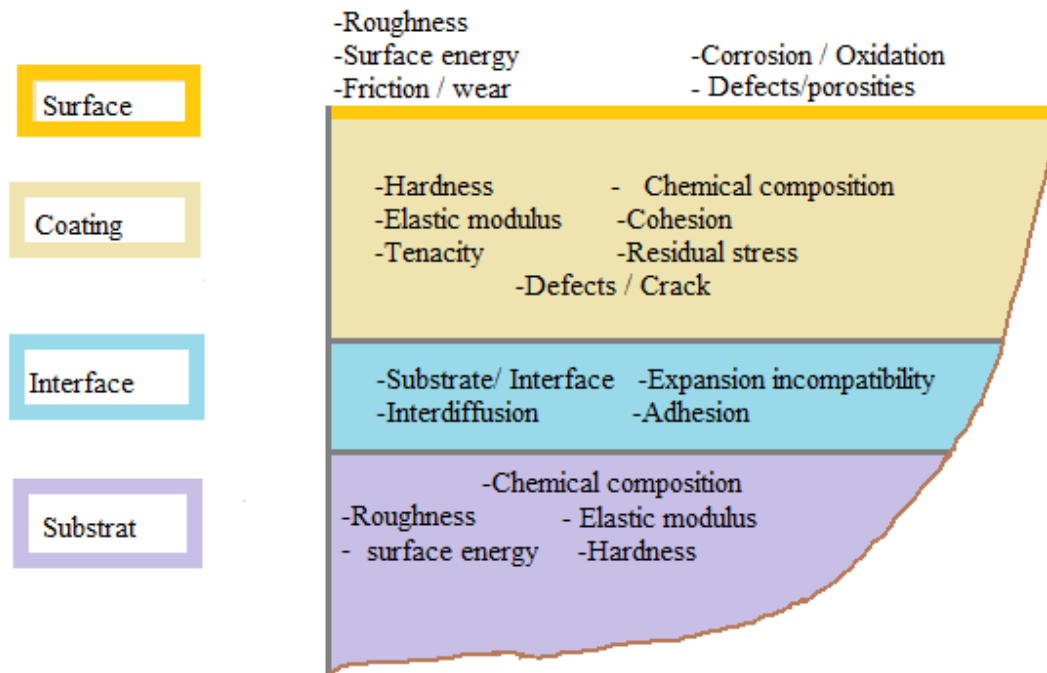 -Roughness
-Surface energy -Corrosion / Oxidation
-Friction / wear - Defects/porosities
Surface
-Hardness - Chemical composition
Coating
-Elastic modulus -Cohesion
-Tenacity -Residual stress
-Defects / Crack
Interface
-Substrate/ Interface -Expansion incompatibility
-Interdiffusion -Adhesion
-Chemical composition
Substrat
-Roughness - Elastic modulus
- surface energy -Hardness